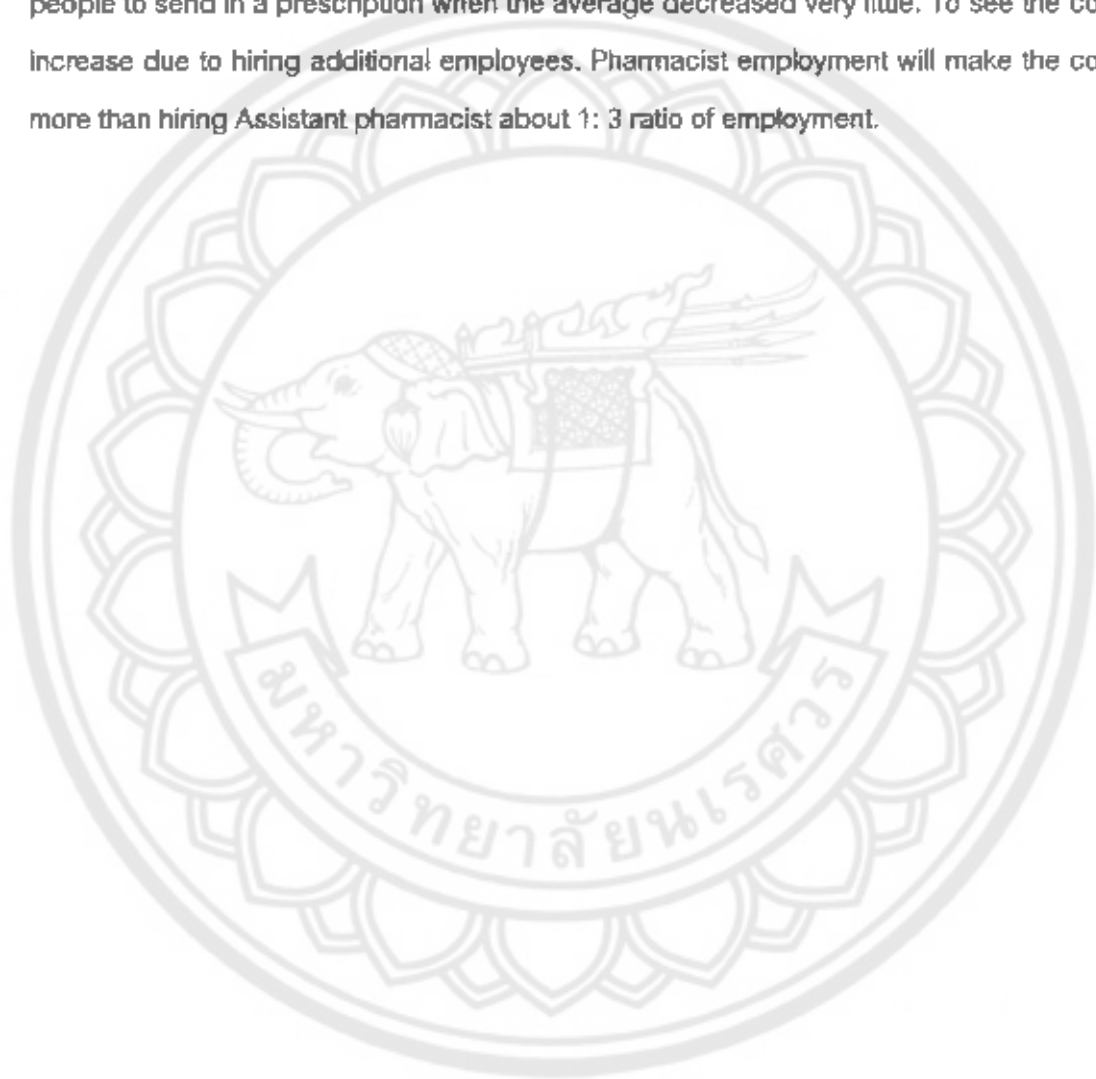 people to send in a prescription when the average decreased very little. To see the co
increase due to hiring additional employees. Pharmacist employment will make the co
more than hiring Assistant pharmacist about 1: 3 ratio of employment.
มหาวิทยาลัยนเรศวร